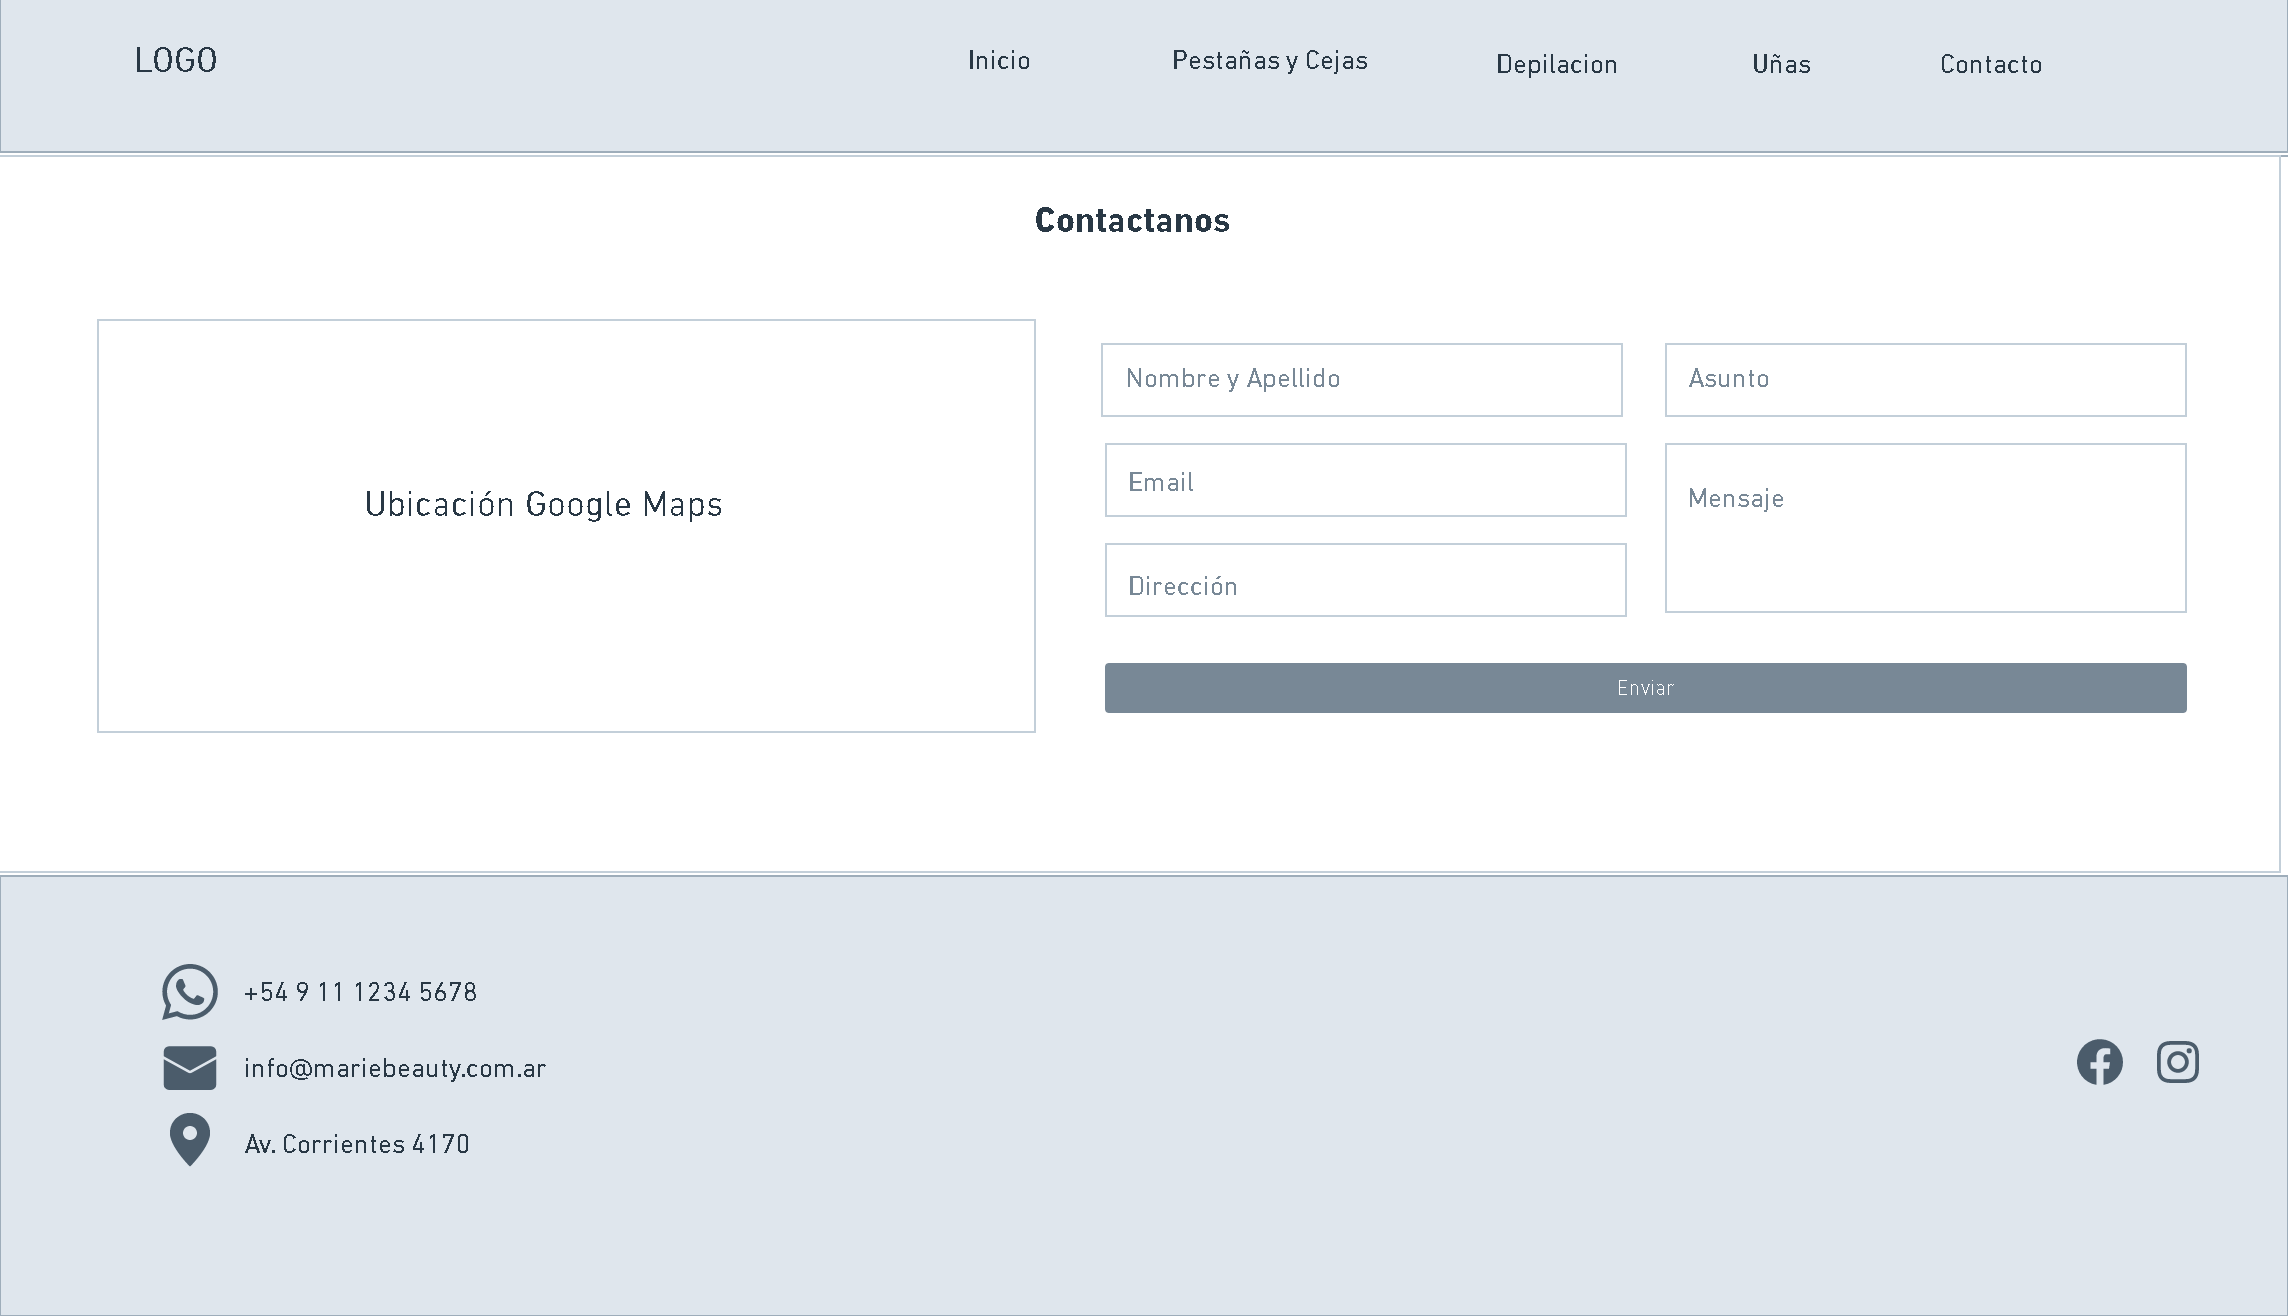 LOGO
Inicio
Pestañas y Cejas
Depilacion
Uñas
Contacto
Contactanos
Ubicación Google Maps
Nombre y Apellido
Asunto
Email
Mensaje
Dirección
Enviar
+54 9 11 1234 5678
info@mariebeauty.com.ar
Av. Corrientes 4170